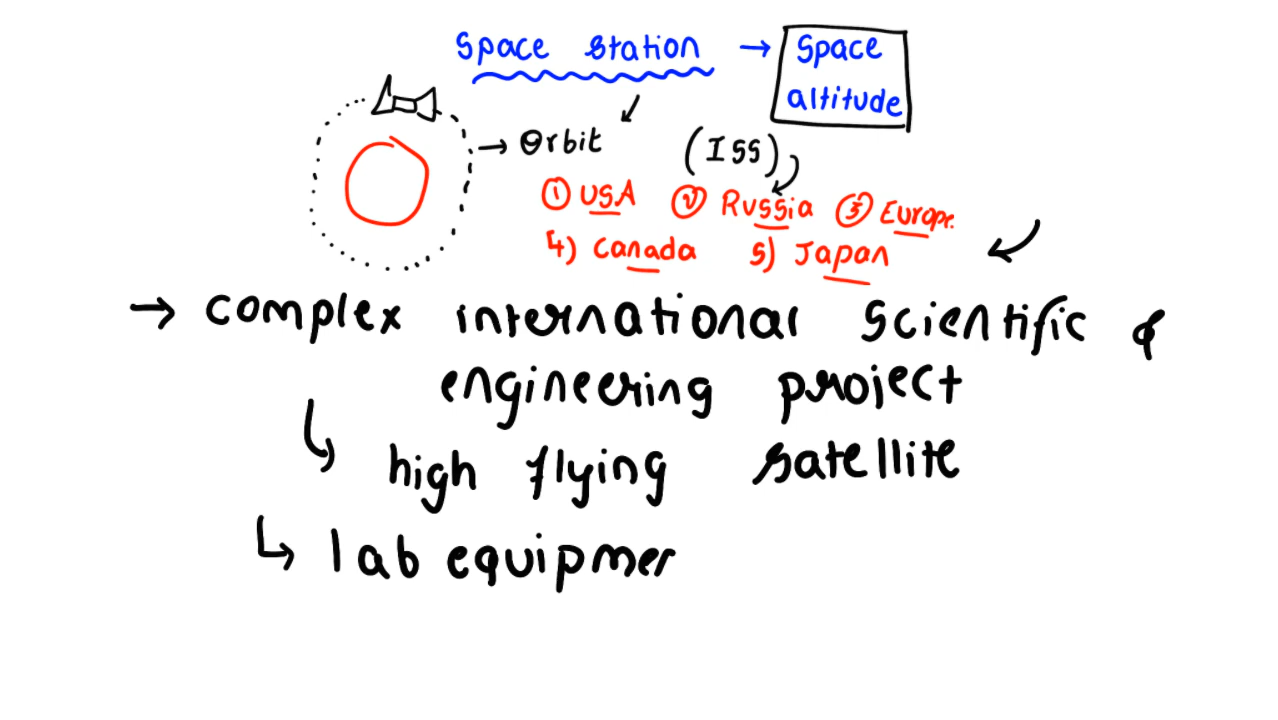 Space station → Space altitude
→ Orbit (ISS)
① USA ② Russia ③ Europe.
4) Canada 5) Japan
→ complex international scientific &
engineering project
high flying satellite
lab equipmer